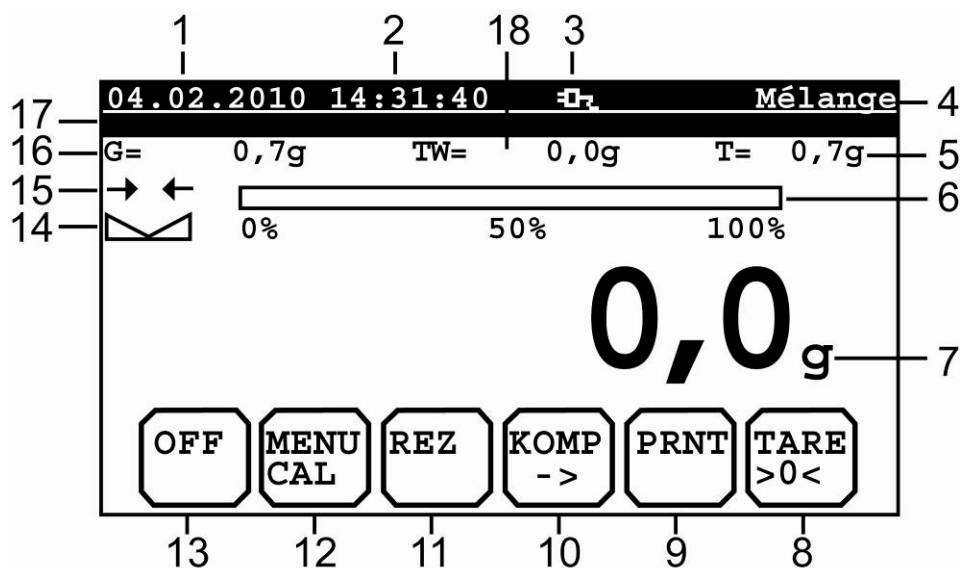 1 2 18 3
04.02.2010 14:31:40 Mélange 4
17
16 G= 0,7g TW= 0,0g T= 0,7g 5
15 6
14 0% 50% 100%
0,0g 7
OFF MENU REZ KOMP PRNT TARE
CAL -> >0<
13 12 11 10 9 8